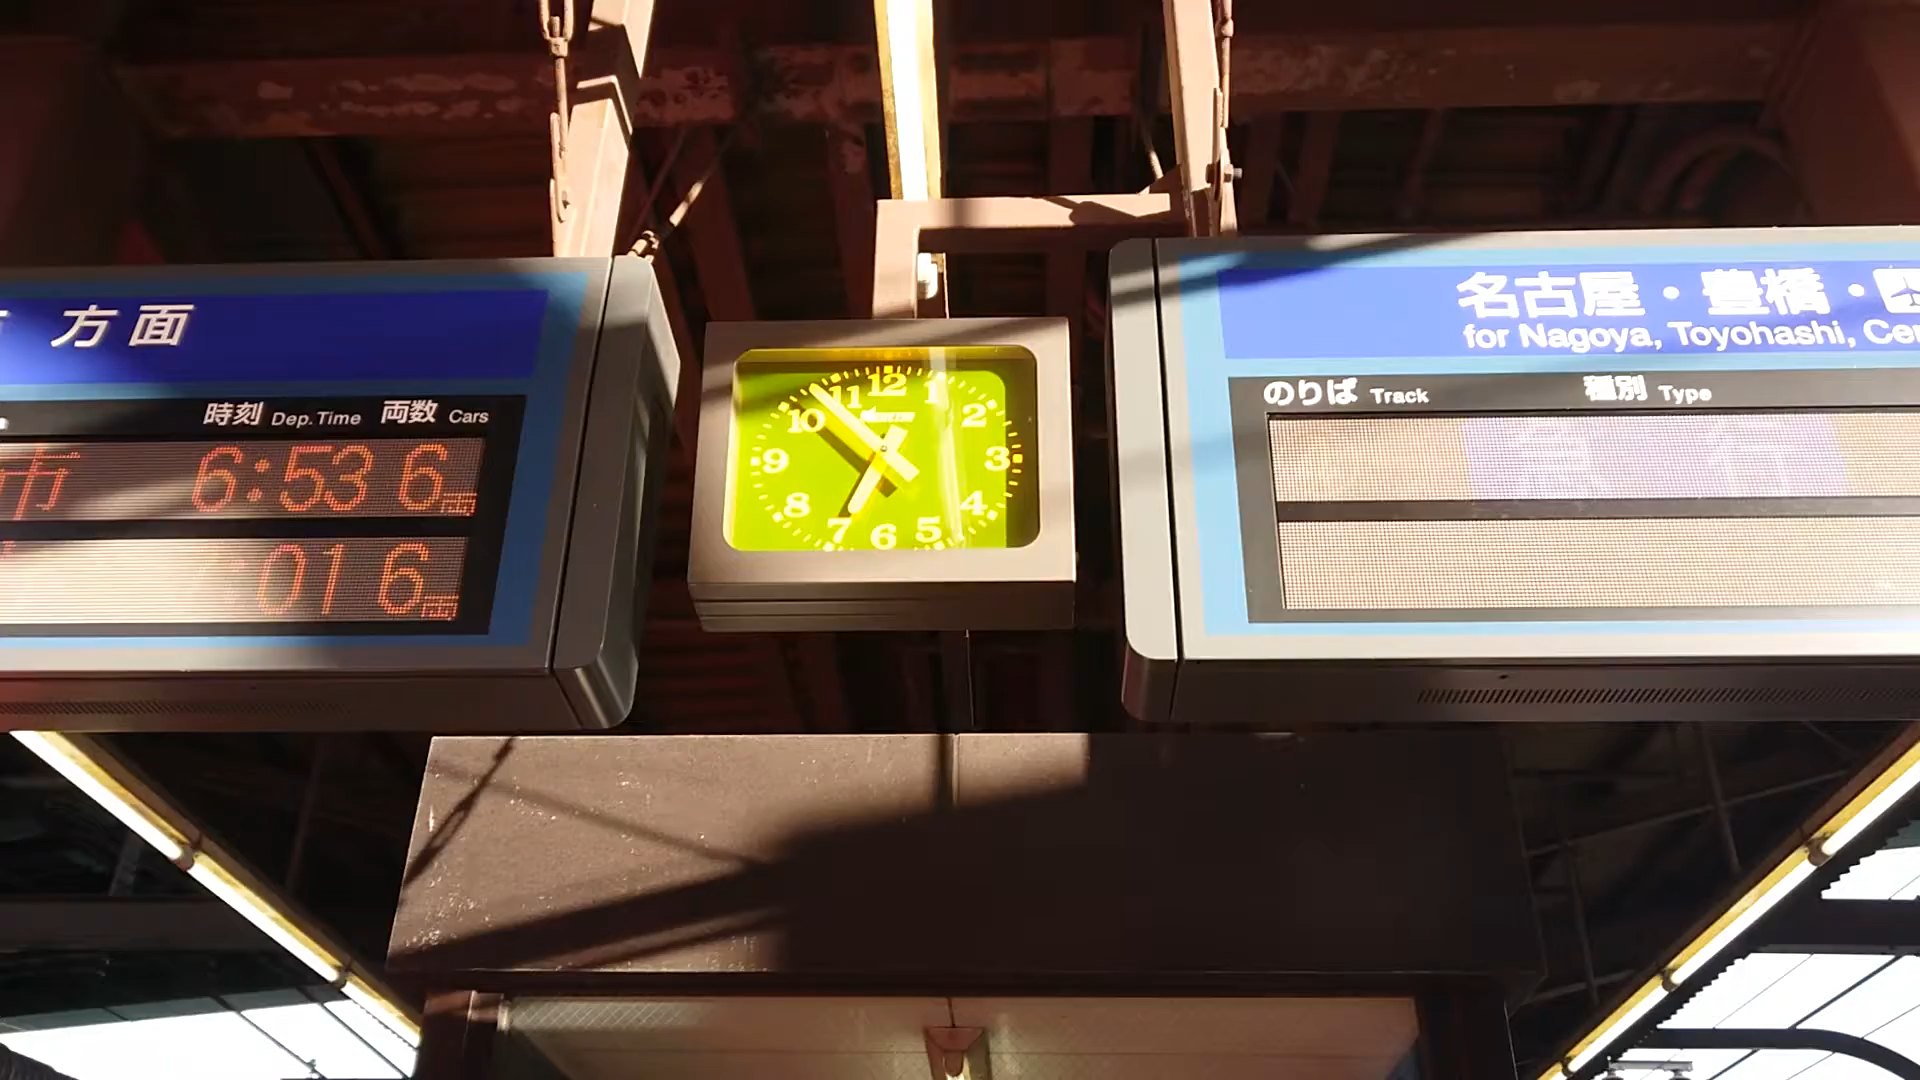 方面
時刻 Dep.Time 両数 Cars
市 6:53 6両
01 6両
12
11 1
10 2
9 3
8 4
7 6 5
名古屋・豊橋・
for Nagoya, Toyohashi,
のりば Track 種別 Type